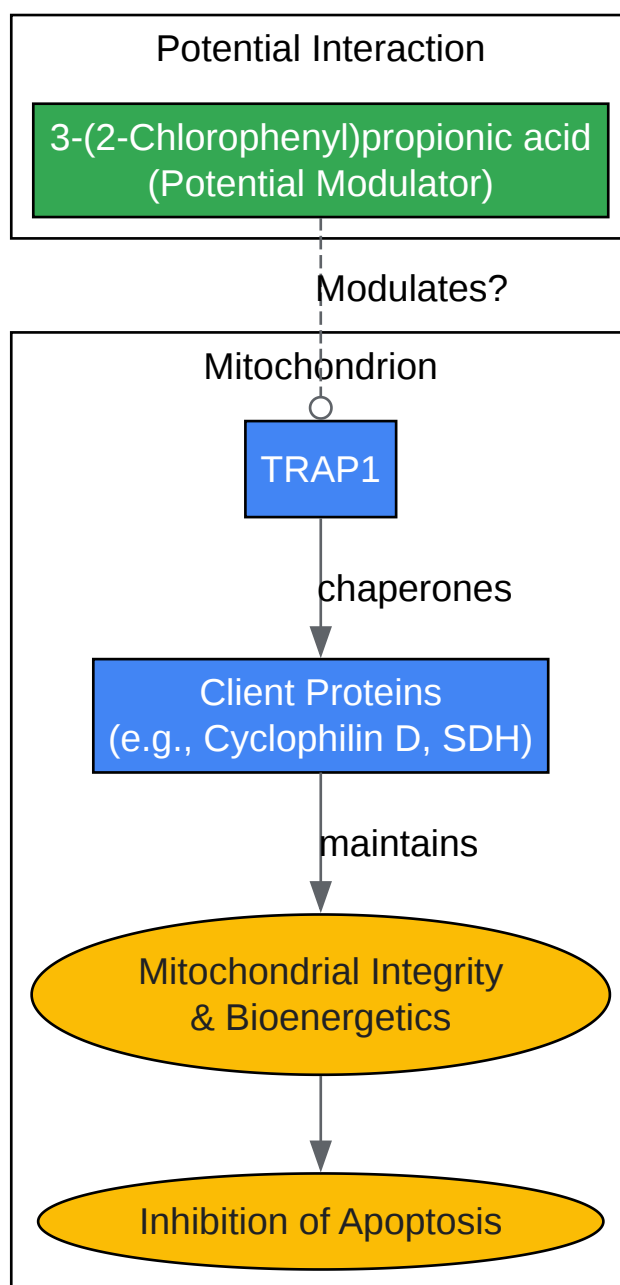 Potential Interaction
3-(2-Chlorophenyl)propionic acid
(Potential Modulator)
Modulates?
Mitochondrion
TRAP1
chaperones
Client Proteins
(e.g., Cyclophilin D, SDH)
maintains
Mitochondrial Integrity
& Bioenergetics
Inhibition of Apoptosis